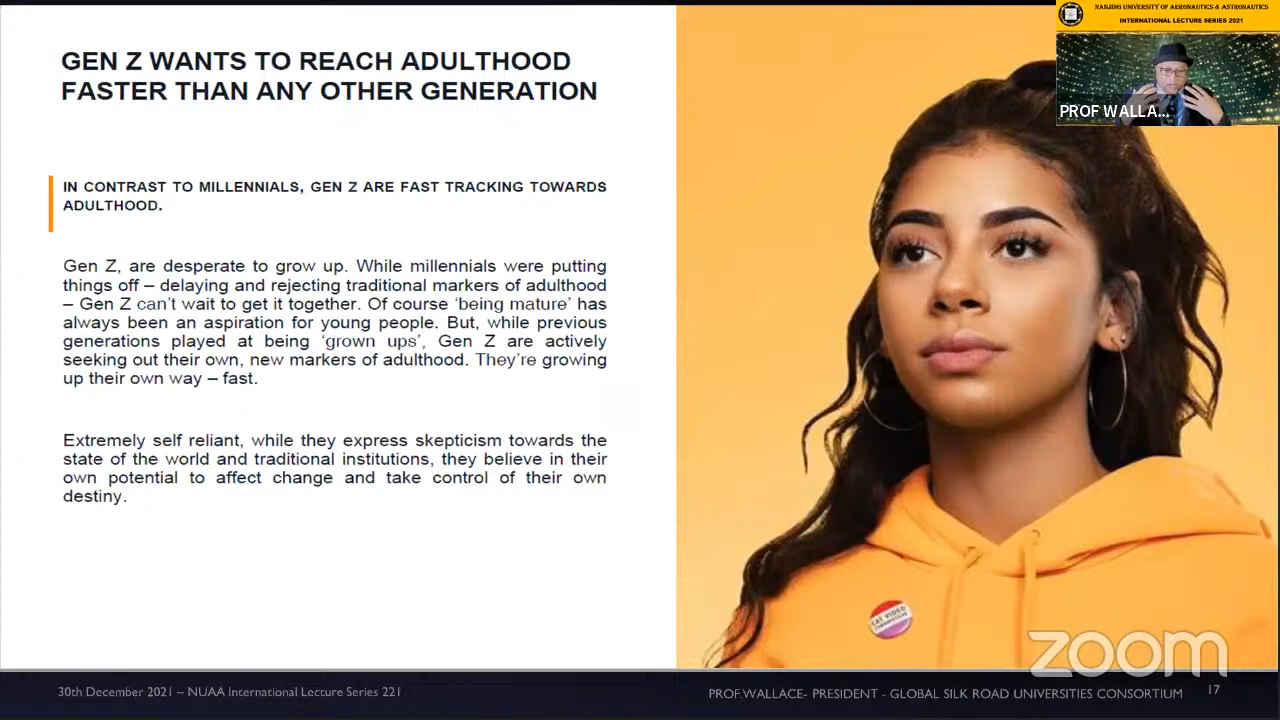 GEN Z WANTS TO REACH ADULTHOOD
FASTER THAN ANY OTHER GENERATION
IN CONTRAST TO MILLENNIALS, GEN Z ARE FAST TRACKING TOWARDS
ADULTHOOD.
Gen Z, are desperate to grow up. While millennials were putting
things off – delaying and rejecting traditional markers of adulthood
– Gen Z can't wait to get it together. Of course 'being mature' has
always been an aspiration for young people. But, while previous
generations played at being 'grown ups', Gen Z are actively
seeking out their own, new markers of adulthood. They're growing
up their own way – fast.
Extremely self reliant, while they express skepticism towards the
state of the world and traditional institutions, they believe in their
own potential to affect change and take control of their own
destiny.
NANJING UNIVERSITY OF AERONAUTICS & ASTRONAUTICS
INTERNATIONAL LECTURE SERIES 2021
PROF WALLA...
VIDEO
zoom
30th December 2021 – NUAA International Lecture Series 221
PROF.WALLACE- PRESIDENT - GLOBAL SILK ROAD UNIVERSITIES CONSORTIUM
17